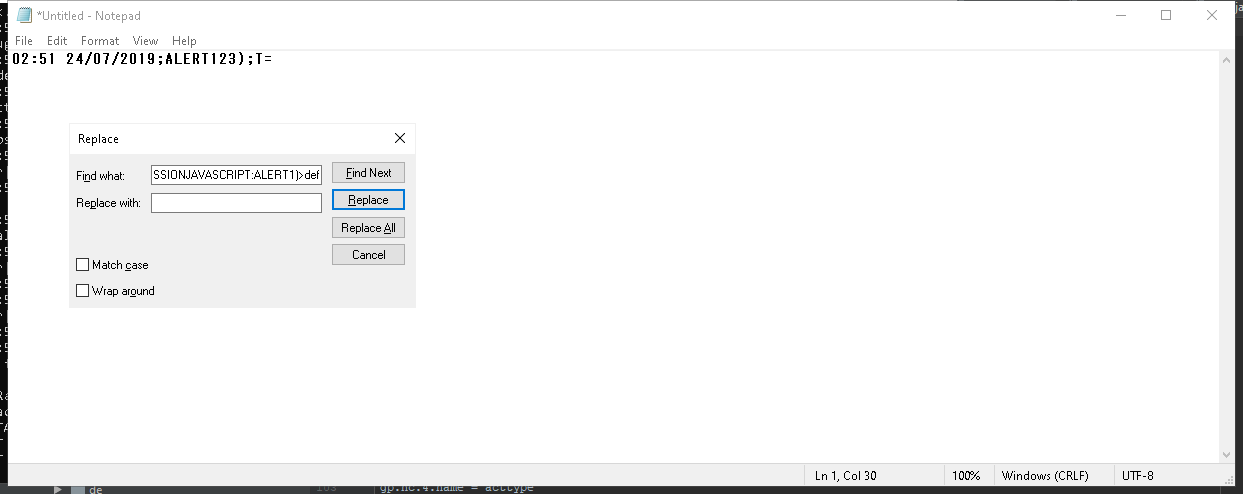 *Untitled - Notepad
File Edit Format View Help
02:51 24/07/2019;ALERT123);T=
Replace
Find what: SSIONJAVASCRIPT:ALERT1)>def Find Next
Replace with: Replace
Replace All
Cancel
Match case
Wrap around
Ln 1, Col 30 100% Windows (CRLF) UTF-8
de gp.nc.4.name = acctype